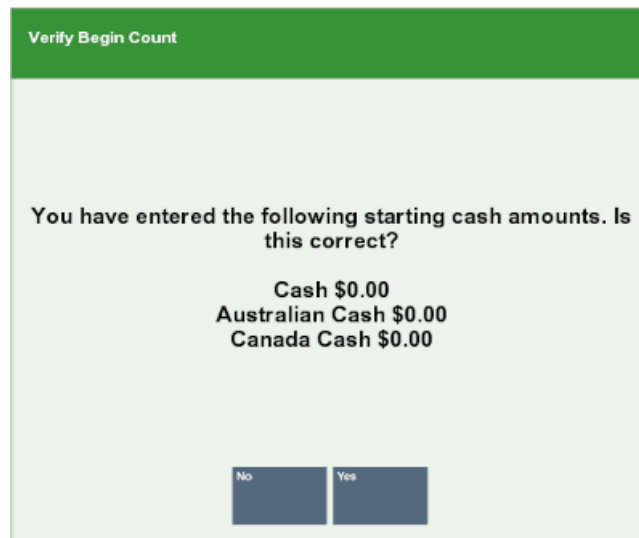 Verify Begin Count
You have entered the following starting cash amounts. Is
this correct?
Cash $0.00
Australian Cash $0.00
Canada Cash $0.00
No
Yes